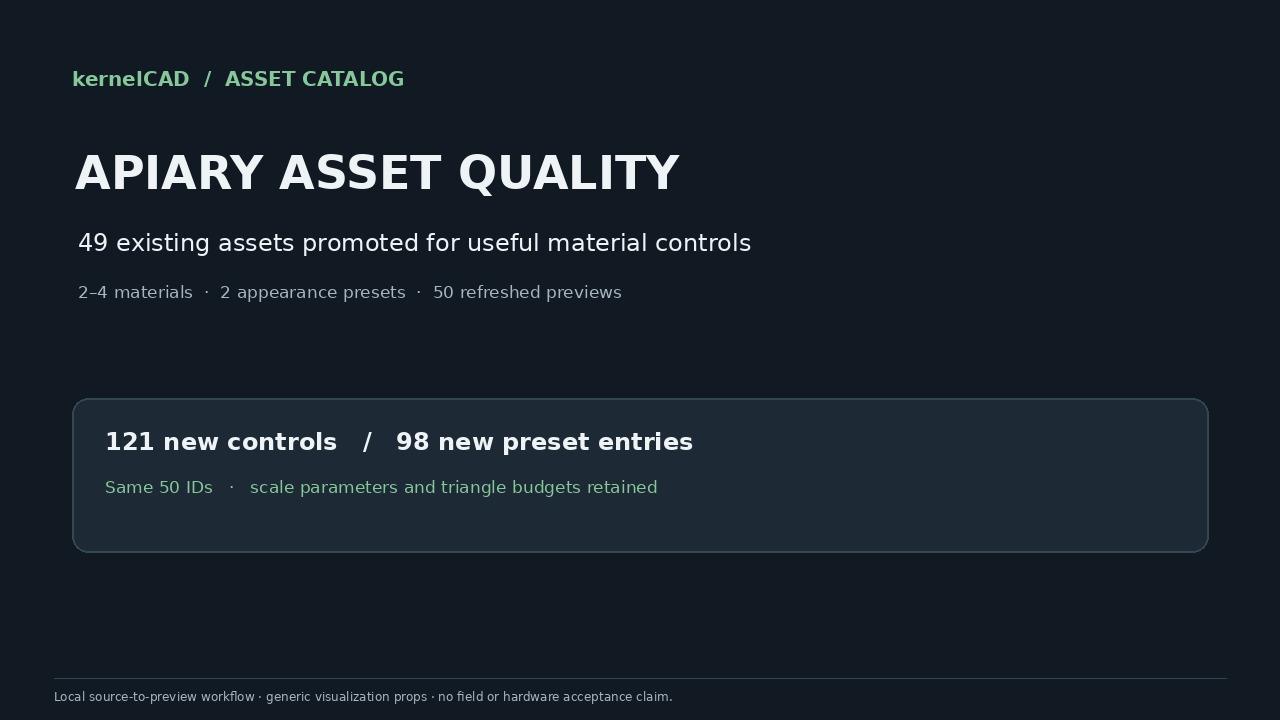 kernelCAD / ASSET CATALOG
APIARY ASSET QUALITY
49 existing assets promoted for useful material controls
2–4 materials · 2 appearance presets · 50 refreshed previews
121 new controls / 98 new preset entries
Same 50 IDs · scale parameters and triangle budgets retained
Local source-to-preview workflow · generic visualization props · no field or hardware acceptance claim.